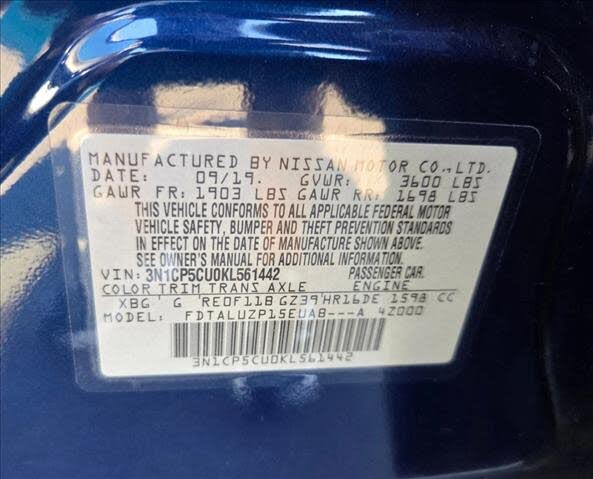 MANUFACTURED BY NISSAN MOTOR CO.,LTD.
DATE: 09/19. GVWR: 3600 LBS
GAWR FR: 1903 LBS GAWR RR: 1698 LBS
THIS VEHICLE CONFORMS TO ALL APPLICABLE FEDERAL MOTOR
VEHICLE SAFETY, BUMPER AND THEFT PREVENTION STANDARDS
IN EFFECT ON THE DATE OF MANUFACTURE SHOWN ABOVE.
SEE OWNER'S MANUAL FOR ADDITIONAL INFORMATION.
VIN: 3N1CP5CU0KL561442 PASSENGER CAR.
COLOR TRIM TRANS AXLE ENGINE
XBG G RE0F11B GZ39 HR16DE 1598 CC
MODEL FDTALUZP15EUAB---A 4Z000
3N1CP5CU0KL561442